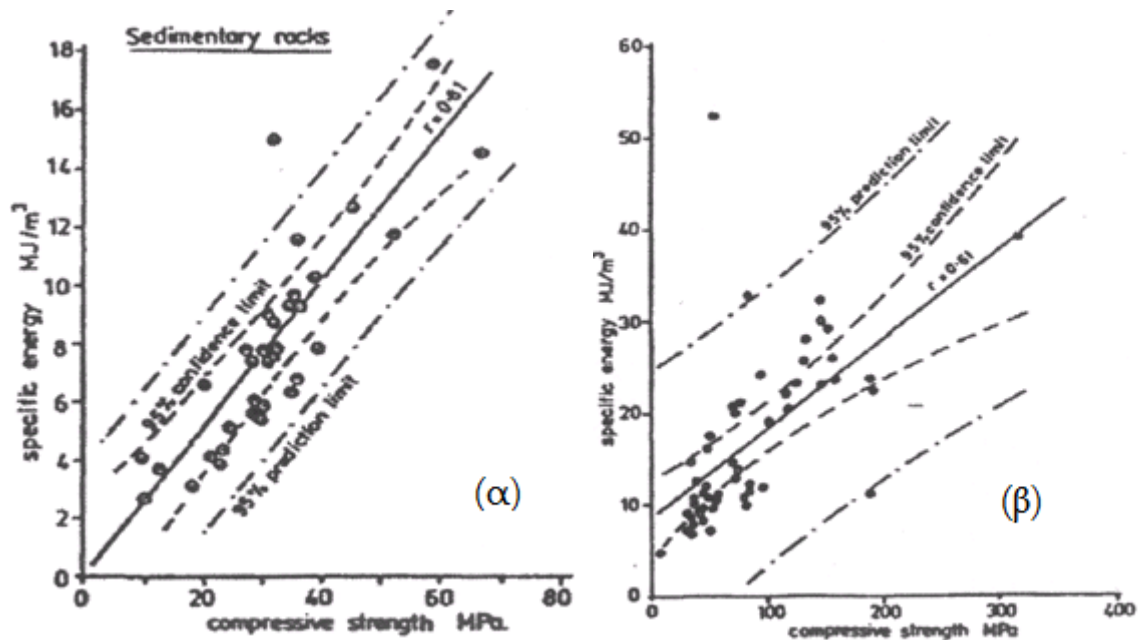 Sedimentary rocks
18
16
14
12
10
8
6
4
2
0
specific energy MJ/m³
r = 0.61
95% confidence limit
95% prediction limit
(α)
0 20 40 60 80
compressive strength MPa.
60
50
40
30
20
10
0
specific energy MJ/m³
95% prediction limit
95% confidence limit
r = 0.61
(β)
0 100 200 300 400
compressive strength MPa